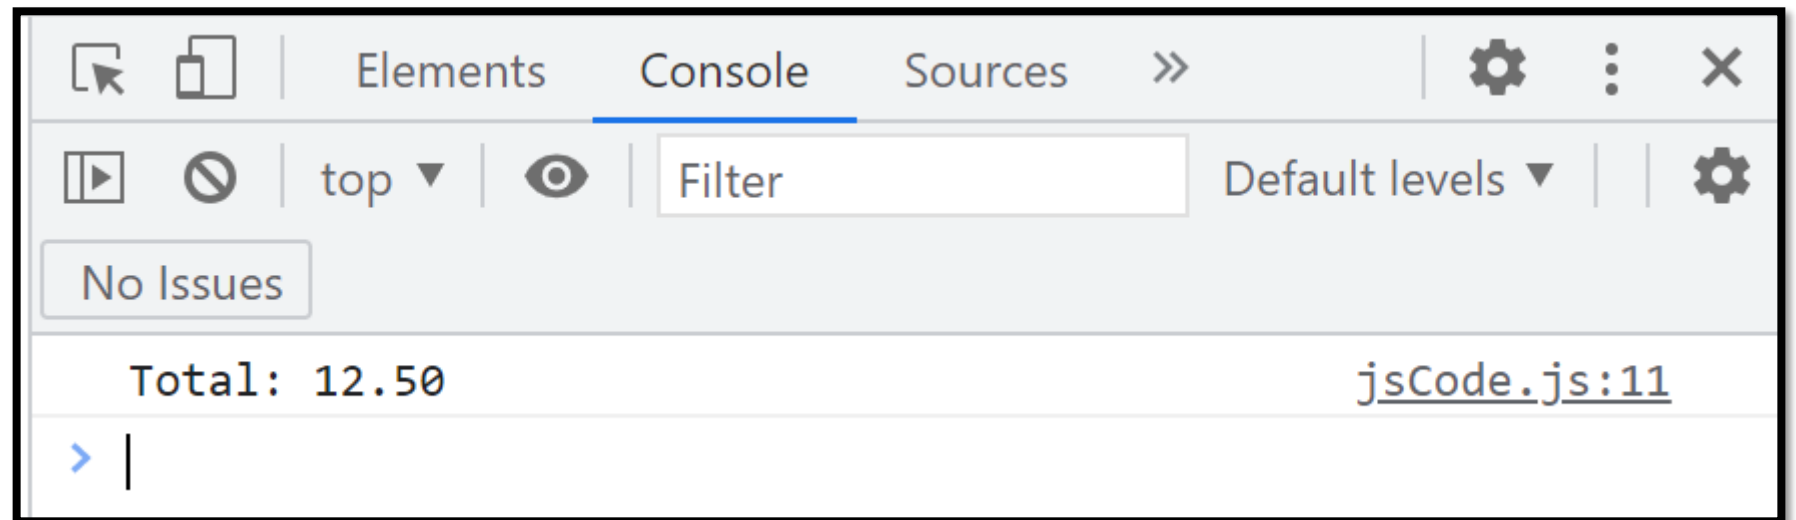 Elements Console Sources
top Filter Default levels
No Issues
Total: 12.50 jsCode.js:11